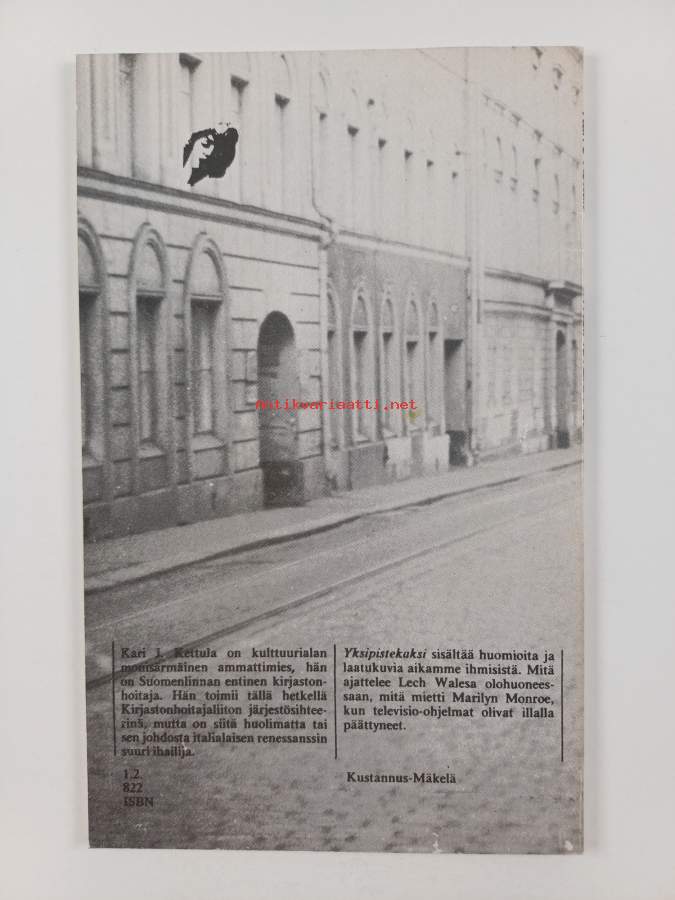 antikvariaatti.net
Kari J. Kettula on kulttuurialan
monisärmäinen ammattimies, hän
on Suomenlinnan entinen kirjaston-
hoitaja. Hän toimii tällä hetkellä
Kirjastonhoitajaliiton järjestösihtee-
rinä, mutta on siitä huolimatta tai
sen johdosta italialaisen renessanssin
suuri ihailija.
1.2.
822
ISBN
Yksipistekaksi sisältää huomioita ja
laatukuvia aikamme ihmisistä. Mitä
ajattelee Lech Walesa olohuonees-
saan, mitä mietti Marilyn Monroe,
kun televisio-ohjelmat olivat illalla
päättyneet.
Kustannus-Mäkelä